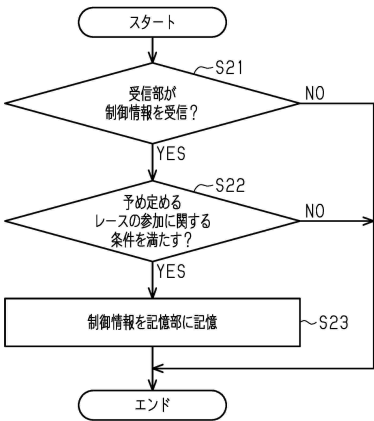 スタート
S21
受信部が
制御情報を受信？
NO
YES
S22
予め定める
レースの参加に関する
条件を満たす？
NO
YES
制御情報を記憶部に記憶
S23
エンド